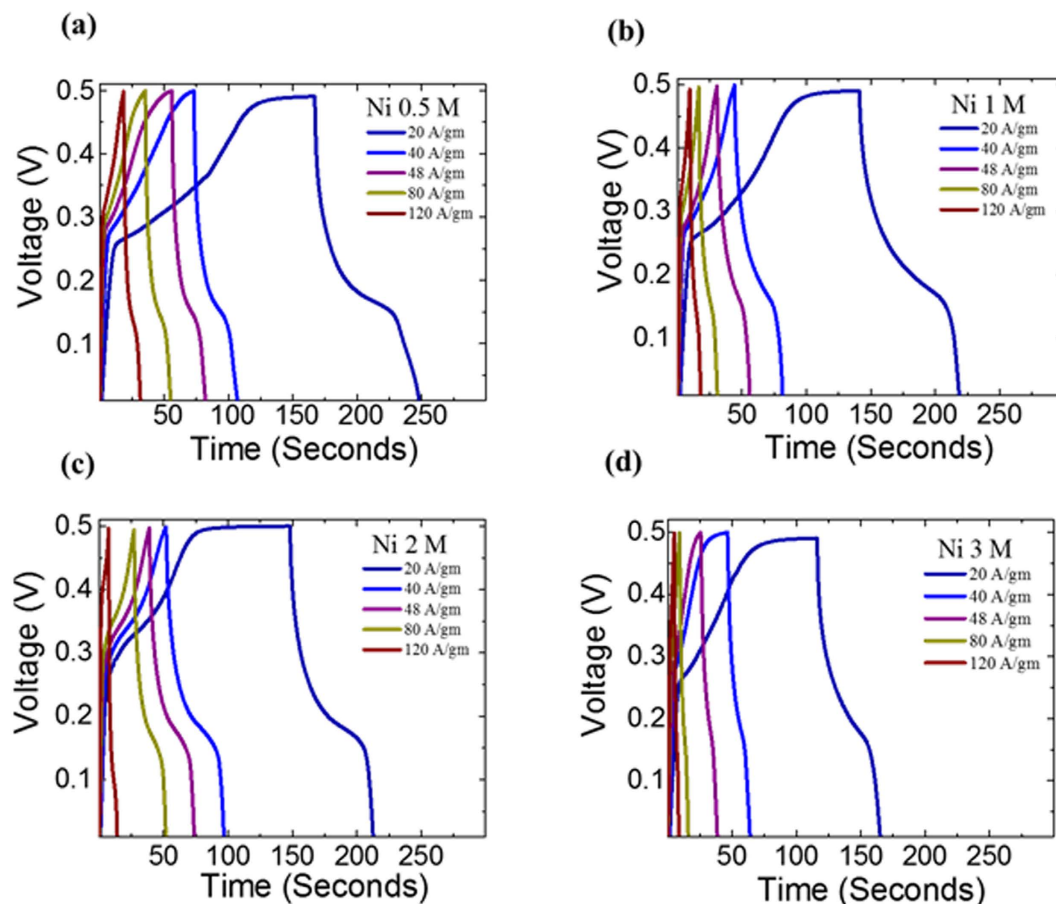 (a)
Ni 0.5 M
20 A/gm
40 A/gm
48 A/gm
80 A/gm
120 A/gm
0.5
0.4
0.3
0.2
0.1
Voltage (V)
50 100 150 200 250
Time (Seconds)
(b)
Ni 1 M
20 A/gm
40 A/gm
48 A/gm
80 A/gm
120 A/gm
0.5
0.4
0.3
0.2
0.1
Voltage (V)
50 100 150 200 250
Time (Seconds)
(c)
Ni 2 M
20 A/gm
40 A/gm
48 A/gm
80 A/gm
120 A/gm
0.5
0.4
0.3
0.2
0.1
Voltage (V)
50 100 150 200 250
Time (Seconds)
(d)
Ni 3 M
20 A/gm
40 A/gm
48 A/gm
80 A/gm
120 A/gm
0.5
0.4
0.3
0.2
0.1
Voltage (V)
50 100 150 200 250
Time (Seconds)